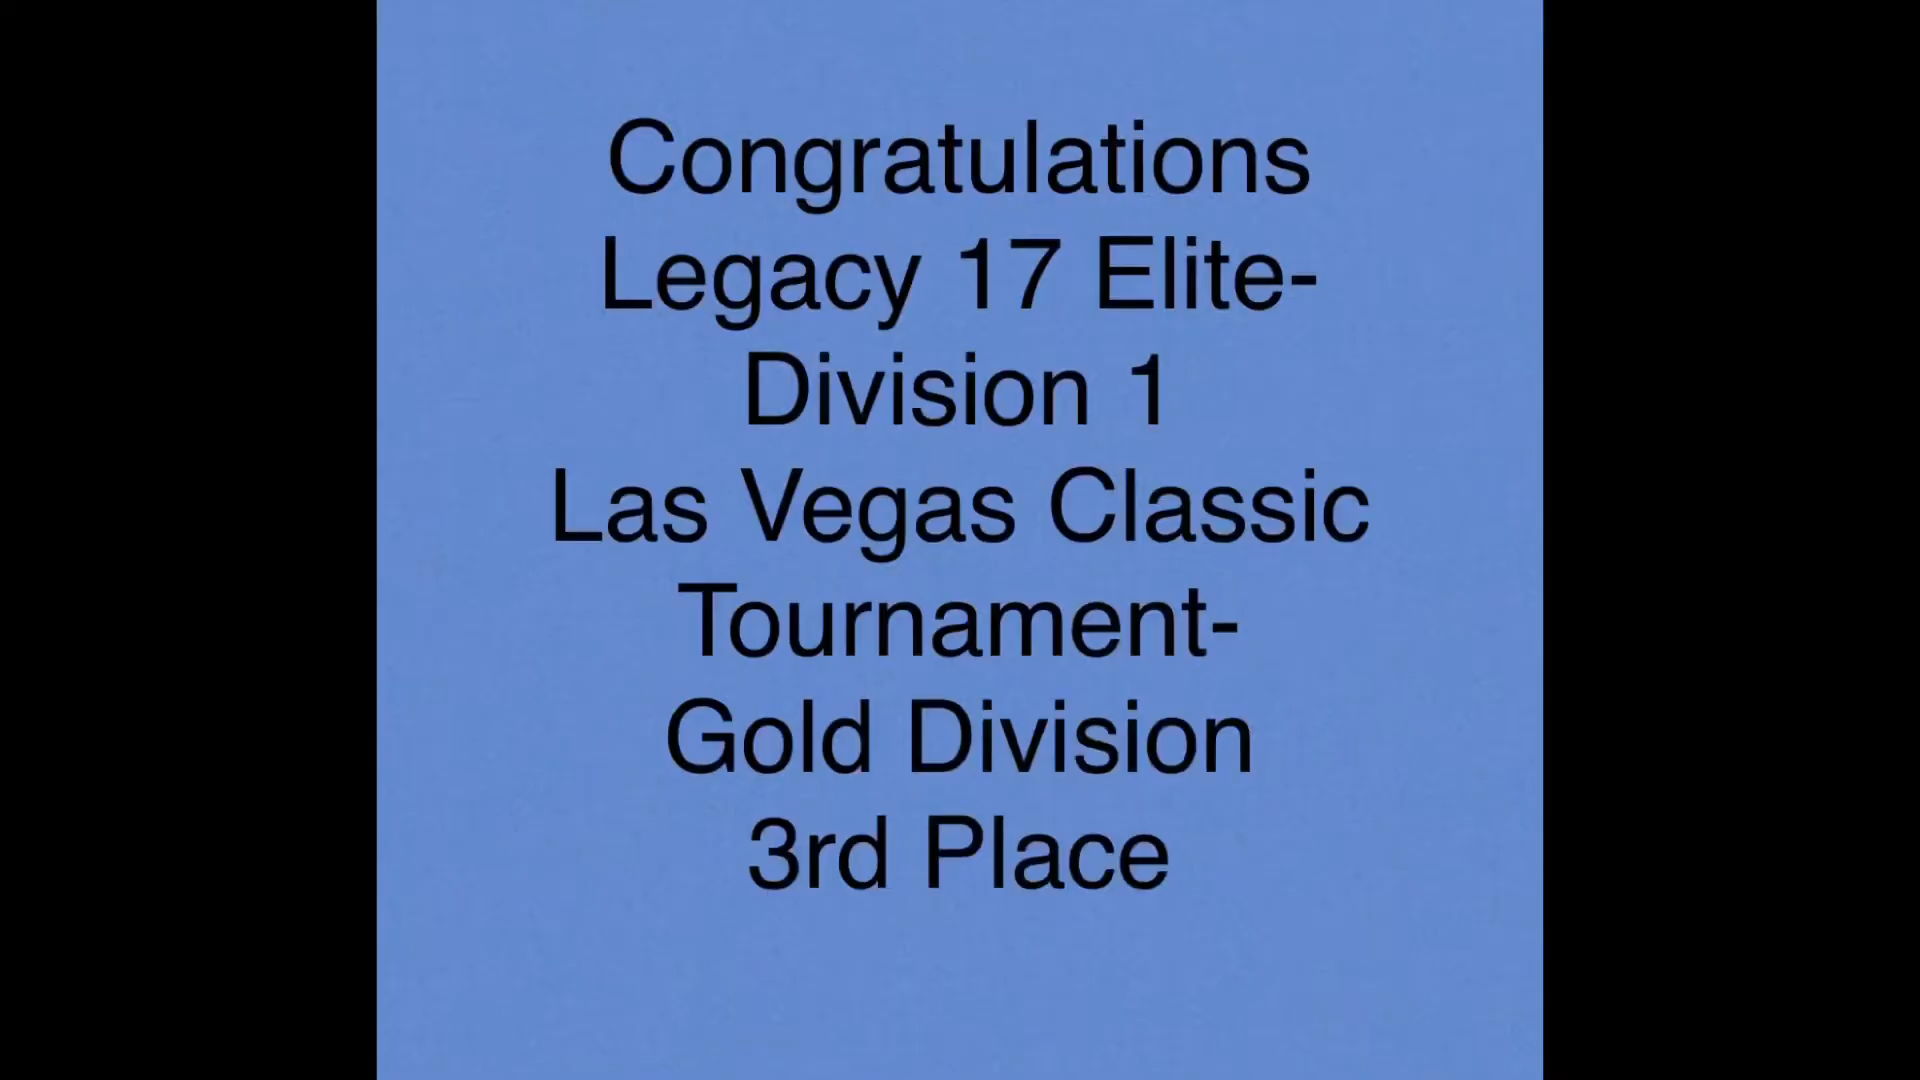 Congratulations
Legacy 17 Elite-
Division 1
Las Vegas Classic
Tournament-
Gold Division
3rd Place